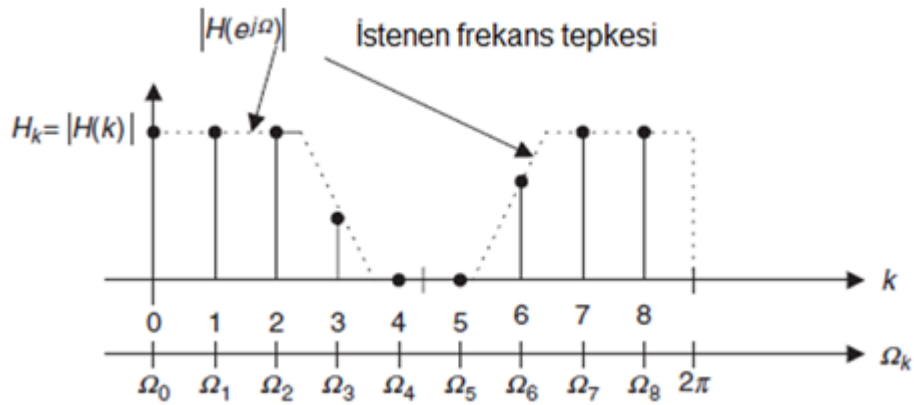 |H(e^{jΩ})|
İstenen frekans tepkesi
H_k= |H(k)|
k
0 1 2 3 4 5 6 7 8
Ω_k
Ω_0 Ω_1 Ω_2 Ω_3 Ω_4 Ω_5 Ω_6 Ω_7 Ω_8 2π